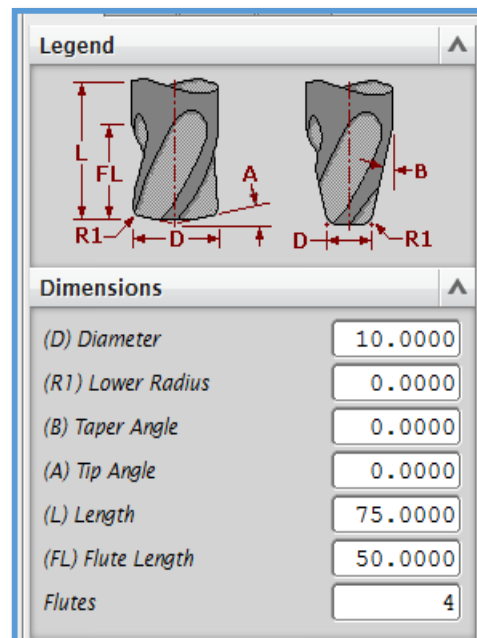 Legend
L
FL
A
R1
D
B
D
R1
Dimensions
(D) Diameter 10.0000
(R1) Lower Radius 0.0000
(B) Taper Angle 0.0000
(A) Tip Angle 0.0000
(L) Length 75.0000
(FL) Flute Length 50.0000
Flutes 4